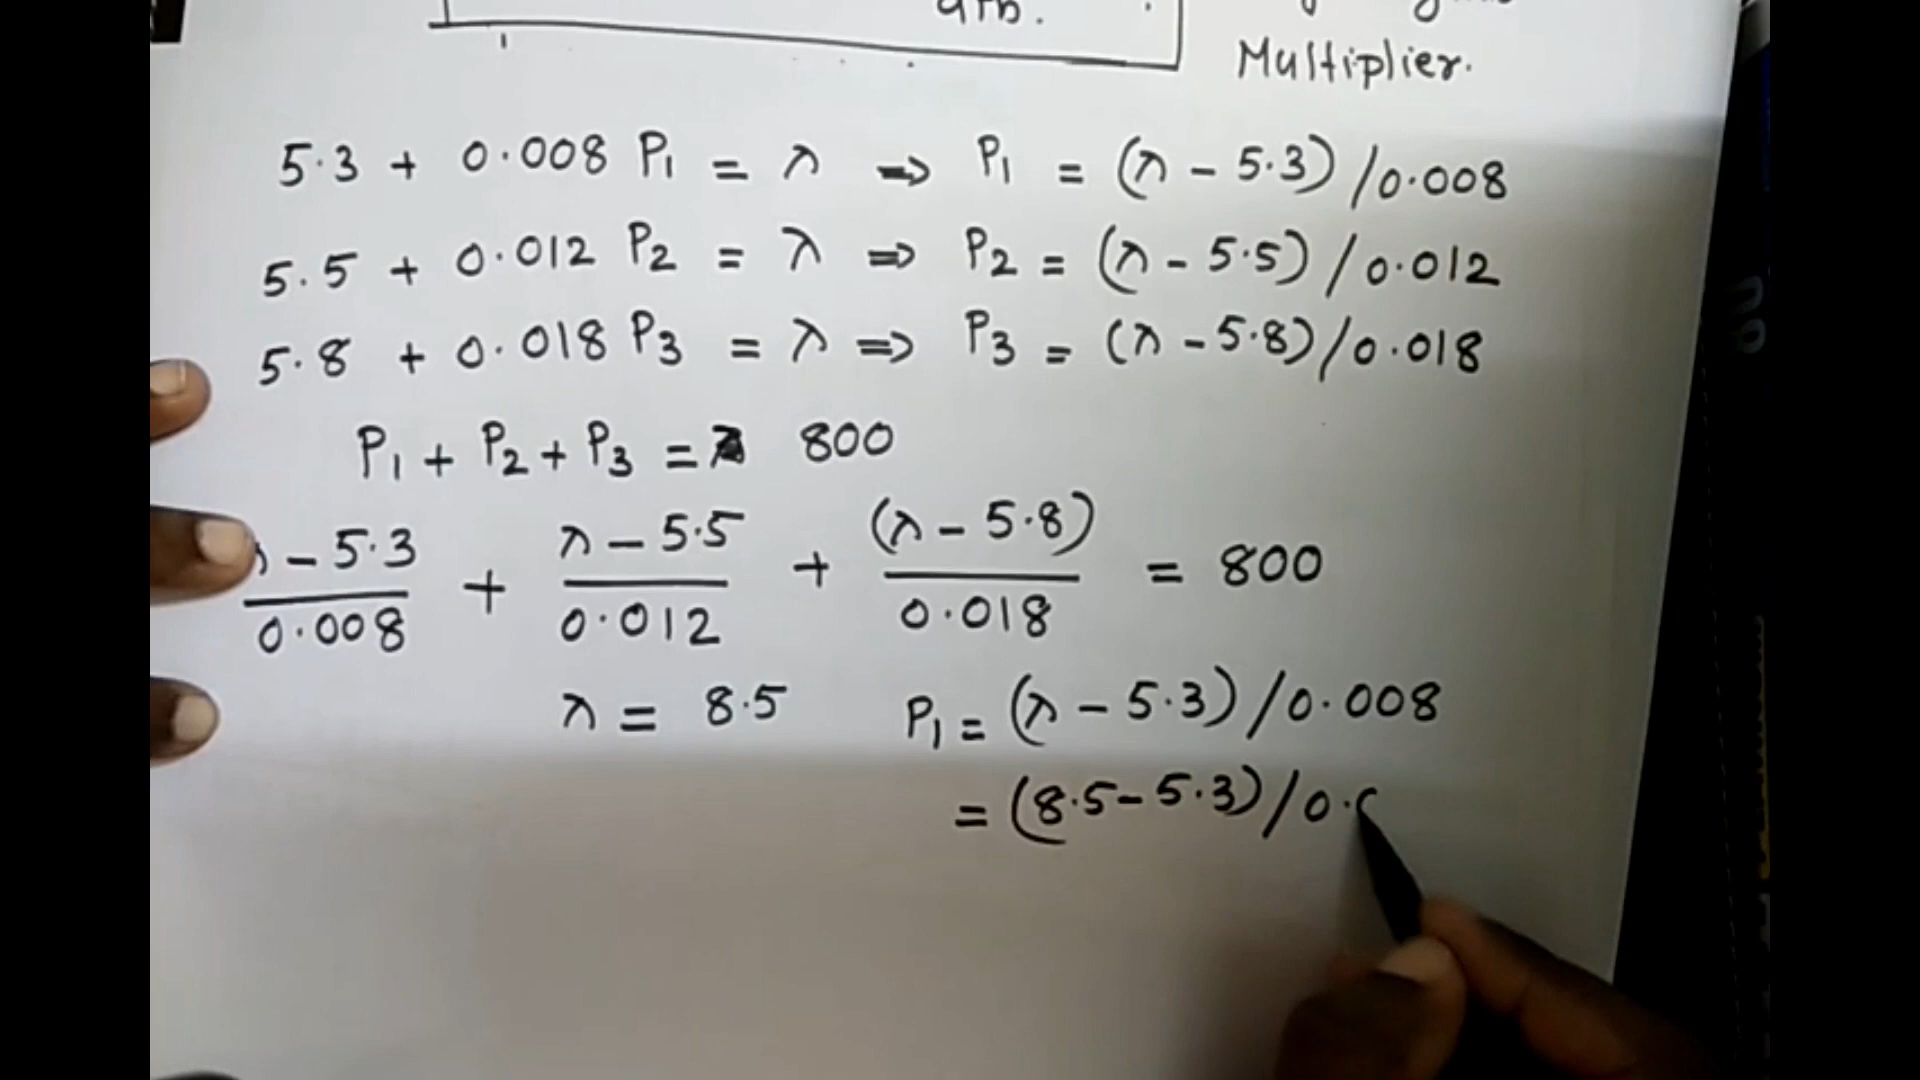 Multiplier.
5.3 + 0.008 P1 = λ ⇒ P1 = (λ - 5.3) / 0.008
5.5 + 0.012 P2 = λ ⇒ P2 = (λ - 5.5) / 0.012
5.8 + 0.018 P3 = λ ⇒ P3 = (λ - 5.8) / 0.018
P1 + P2 + P3 = 800
λ - 5.3 / 0.008 + λ - 5.5 / 0.012 + (λ - 5.8) / 0.018 = 800
λ = 8.5 P1 = (λ - 5.3) / 0.008
= (8.5 - 5.3) / 0.